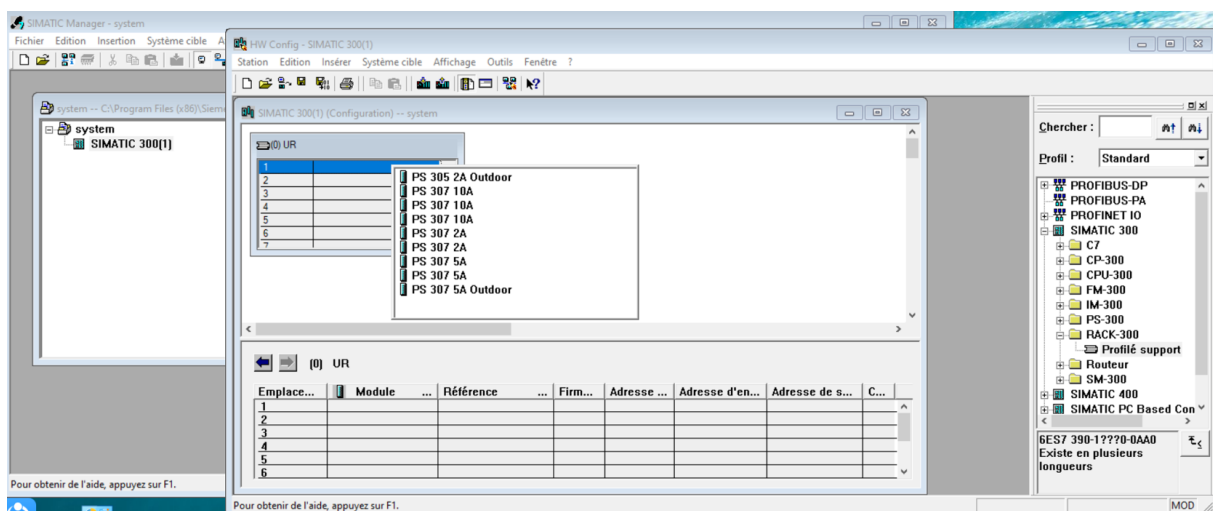 SIMATIC Manager - system
Fichier Edition Insertion Système cible A
system -- C:\Program Files (x86)\Sieme
system
SIMATIC 300(1)
Pour obtenir de l'aide, appuyez sur F1.
HW Config - SIMATIC 300(1)
Station Edition Insérer Système cible Affichage Outils Fenêtre ?
SIMATIC 300(1) (Configuration) -- system
(0) UR
1
2
3
4
5
6
7
PS 305 2A Outdoor
PS 307 10A
PS 307 10A
PS 307 10A
PS 307 2A
PS 307 2A
PS 307 5A
PS 307 5A
PS 307 5A Outdoor
(0) UR
Emplace... Module ... Référence ... Firm... Adresse ... Adresse d'en... Adresse de s... C...
1
2
3
4
5
6
Pour obtenir de l'aide, appuyez sur F1.
Chercher :
Profil : Standard
PROFIBUS-DP
PROFIBUS-PA
PROFINET IO
SIMATIC 300
C7
CP-300
CPU-300
FM-300
IM-300
PS-300
RACK-300
Profilé support
Routeur
SM-300
SIMATIC 400
SIMATIC PC Based Con
6ES7 390-1???0-0AA0
Existe en plusieurs
longueurs
MOD